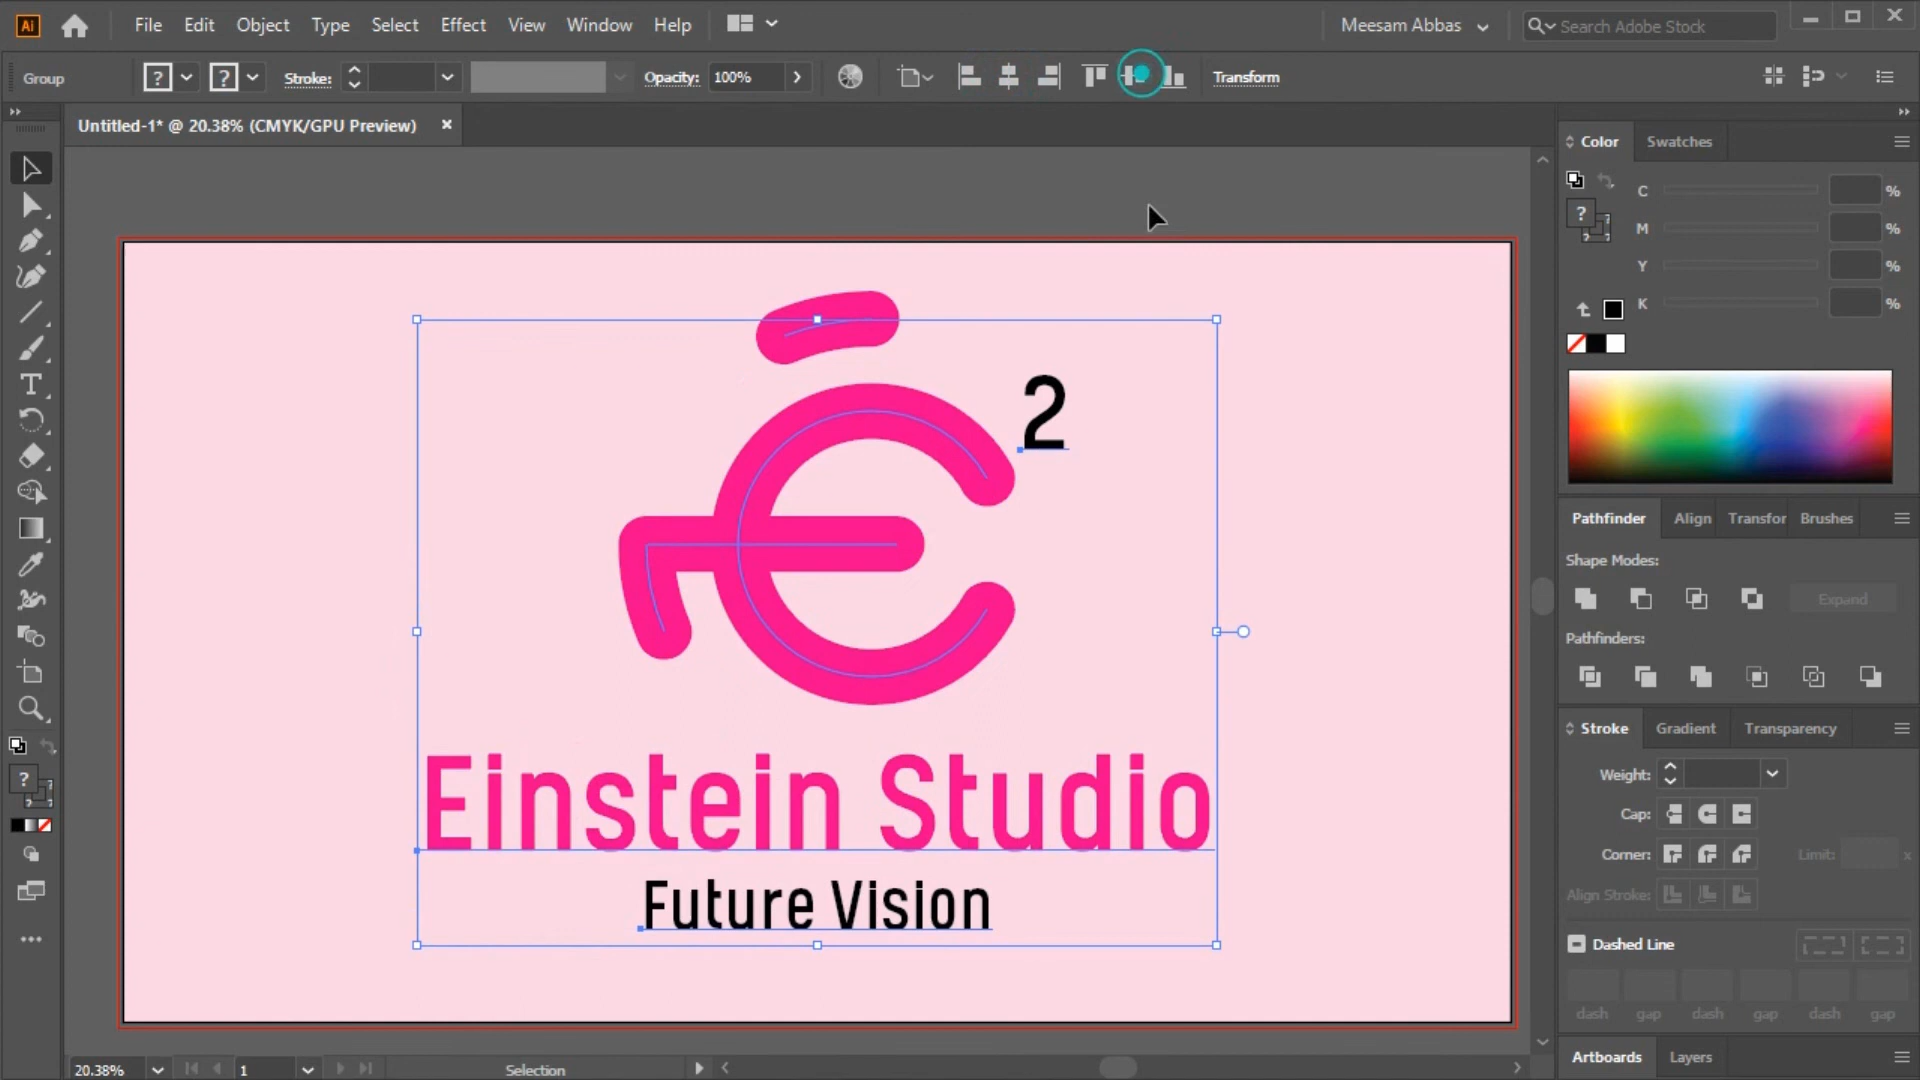 Ai File Edit Object Type Select Effect View Window Help Meesam Abbas Search Adobe Stock
Group ? ? Stroke: Opacity: 100% Transform
Untitled-1* @ 20.38% (CMYK/GPU Preview) ×
Color Swatches
C %
? M %
Y %
K %
2
Pathfinder Align Transfor Brushes
Shape Modes:
Expand
Pathfinders:
Stroke Gradient Transparency
Weight:
Cap:
Corner: Limit: x
Align Stroke:
Dashed Line
dash gap dash gap dash gap
Einstein Studio
Future Vision
?
T
20.38% 1 Selection
Artboards Layers